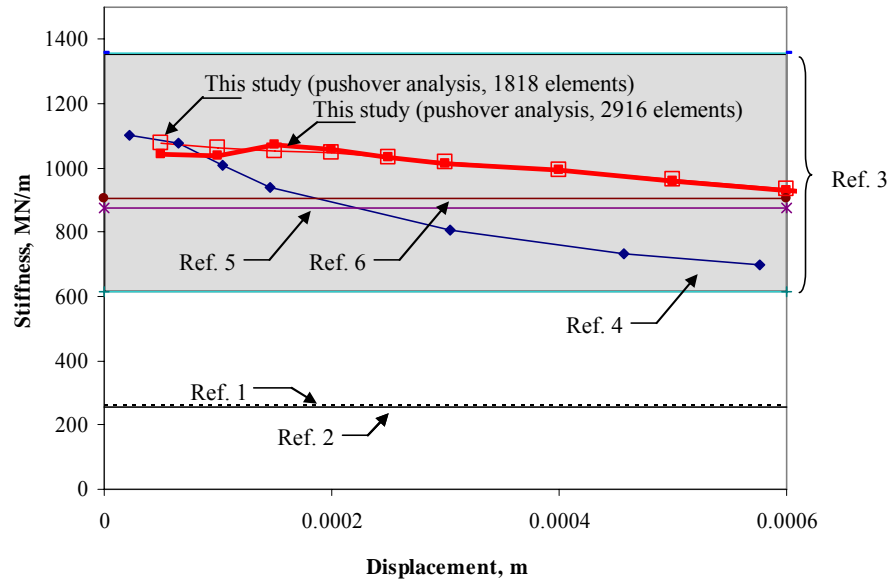 1400
1200
1000
800
600
400
200
0
Stiffness, MN/m
This study (pushover analysis, 1818 elements)
This study (pushover analysis, 2916 elements)
Ref. 3
Ref. 5
Ref. 6
Ref. 4
Ref. 1
Ref. 2
0
0.0002
0.0004
0.0006
Displacement, m